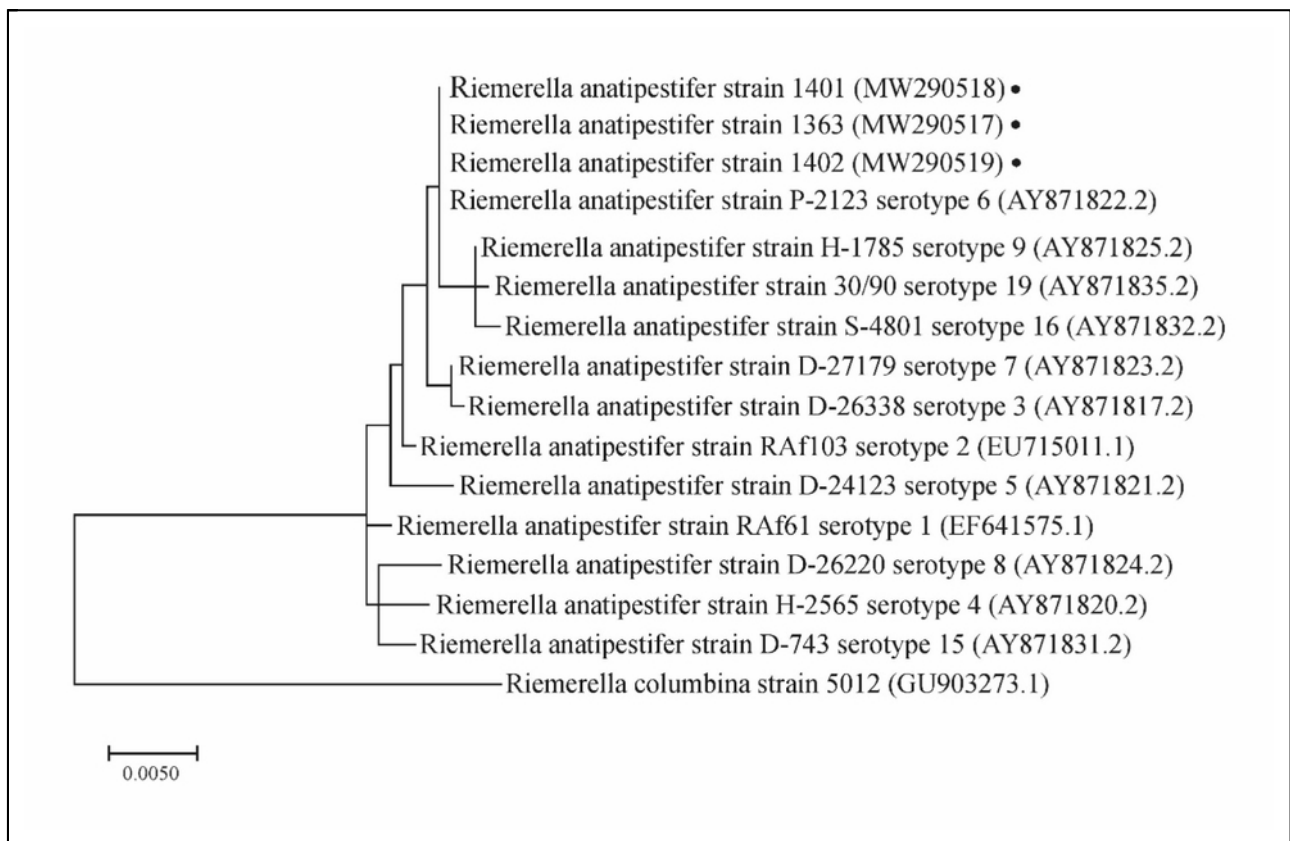 Riemerella anatipestifer strain 1401 (MW290518) •
Riemerella anatipestifer strain 1363 (MW290517) •
Riemerella anatipestifer strain 1402 (MW290519) •
Riemerella anatipestifer strain P-2123 serotype 6 (AY871822.2)
Riemerella anatipestifer strain H-1785 serotype 9 (AY871825.2)
Riemerella anatipestifer strain 30/90 serotype 19 (AY871835.2)
Riemerella anatipestifer strain S-4801 serotype 16 (AY871832.2)
Riemerella anatipestifer strain D-27179 serotype 7 (AY871823.2)
Riemerella anatipestifer strain D-26338 serotype 3 (AY871817.2)
Riemerella anatipestifer strain RAf103 serotype 2 (EU715011.1)
Riemerella anatipestifer strain D-24123 serotype 5 (AY871821.2)
Riemerella anatipestifer strain RAf61 serotype 1 (EF641575.1)
Riemerella anatipestifer strain D-26220 serotype 8 (AY871824.2)
Riemerella anatipestifer strain H-2565 serotype 4 (AY871820.2)
Riemerella anatipestifer strain D-743 serotype 15 (AY871831.2)
Riemerella columbina strain 5012 (GU903273.1)
0.0050